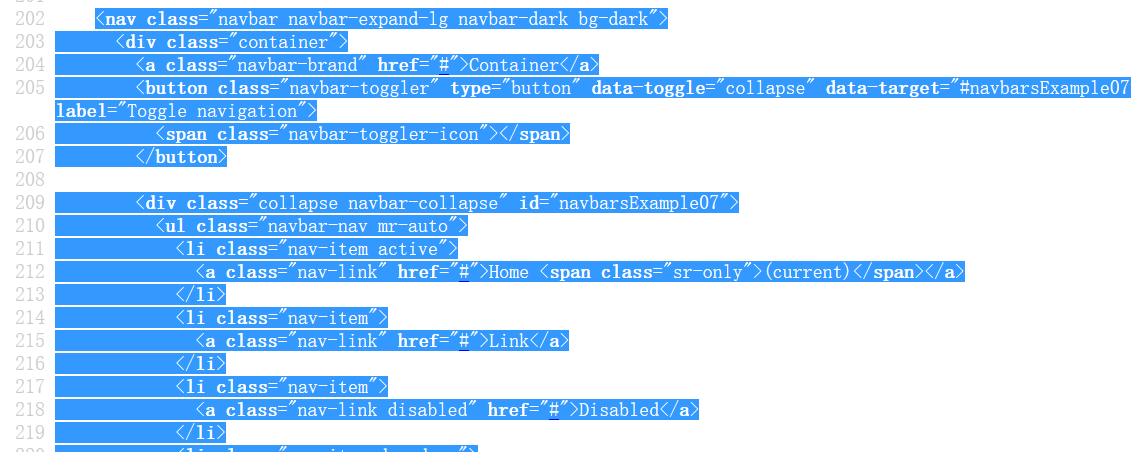 202 <nav class="navbar navbar-expand-lg navbar-dark bg-dark">
203 <div class="container">
204 <a class="navbar-brand" href="#">Container</a>
205 <button class="navbar-toggler" type="button" data-toggle="collapse" data-target="#navbarsExample07
label="Toggle navigation">
206 <span class="navbar-toggler-icon"></span>
207 </button>
208
209 <div class="collapse navbar-collapse" id="navbarsExample07">
210 <ul class="navbar-nav mr-auto">
211 <li class="nav-item active">
212 <a class="nav-link" href="#">Home <span class="sr-only">(current)</span></a>
213 </li>
214 <li class="nav-item">
215 <a class="nav-link" href="#">Link</a>
216 </li>
217 <li class="nav-item">
218 <a class="nav-link disabled" href="#">Disabled</a>
219 </li>